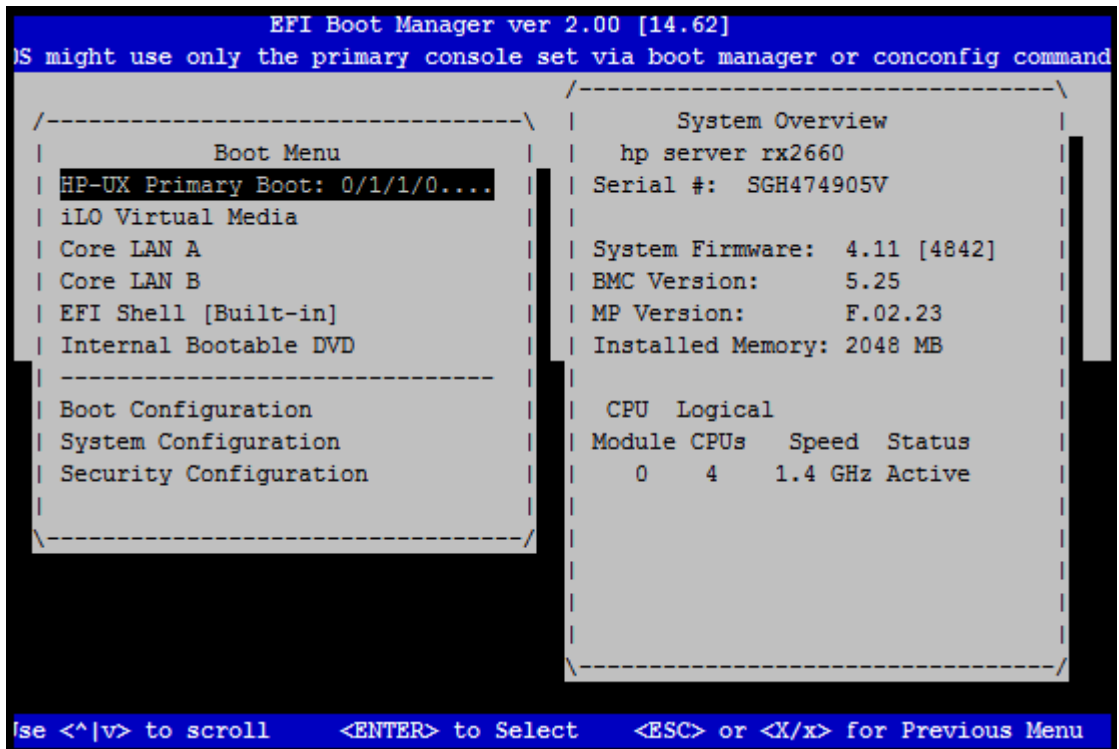 EFI Boot Manager ver 2.00 [14.62]
OS might use only the primary console set via boot manager or conconfig command
Boot Menu
HP-UX Primary Boot: 0/1/1/0....
iLO Virtual Media
Core LAN A
Core LAN B
EFI Shell [Built-in]
Internal Bootable DVD
--------------------------------
Boot Configuration
System Configuration
Security Configuration
System Overview
hp server rx2660
Serial #: SGH474905V
System Firmware: 4.11 [4842]
BMC Version: 5.25
MP Version: F.02.23
Installed Memory: 2048 MB
CPU Logical
Module CPUs Speed Status
0 4 1.4 GHz Active
Use <^|v> to scroll <ENTER> to Select <ESC> or <X/x> for Previous Menu